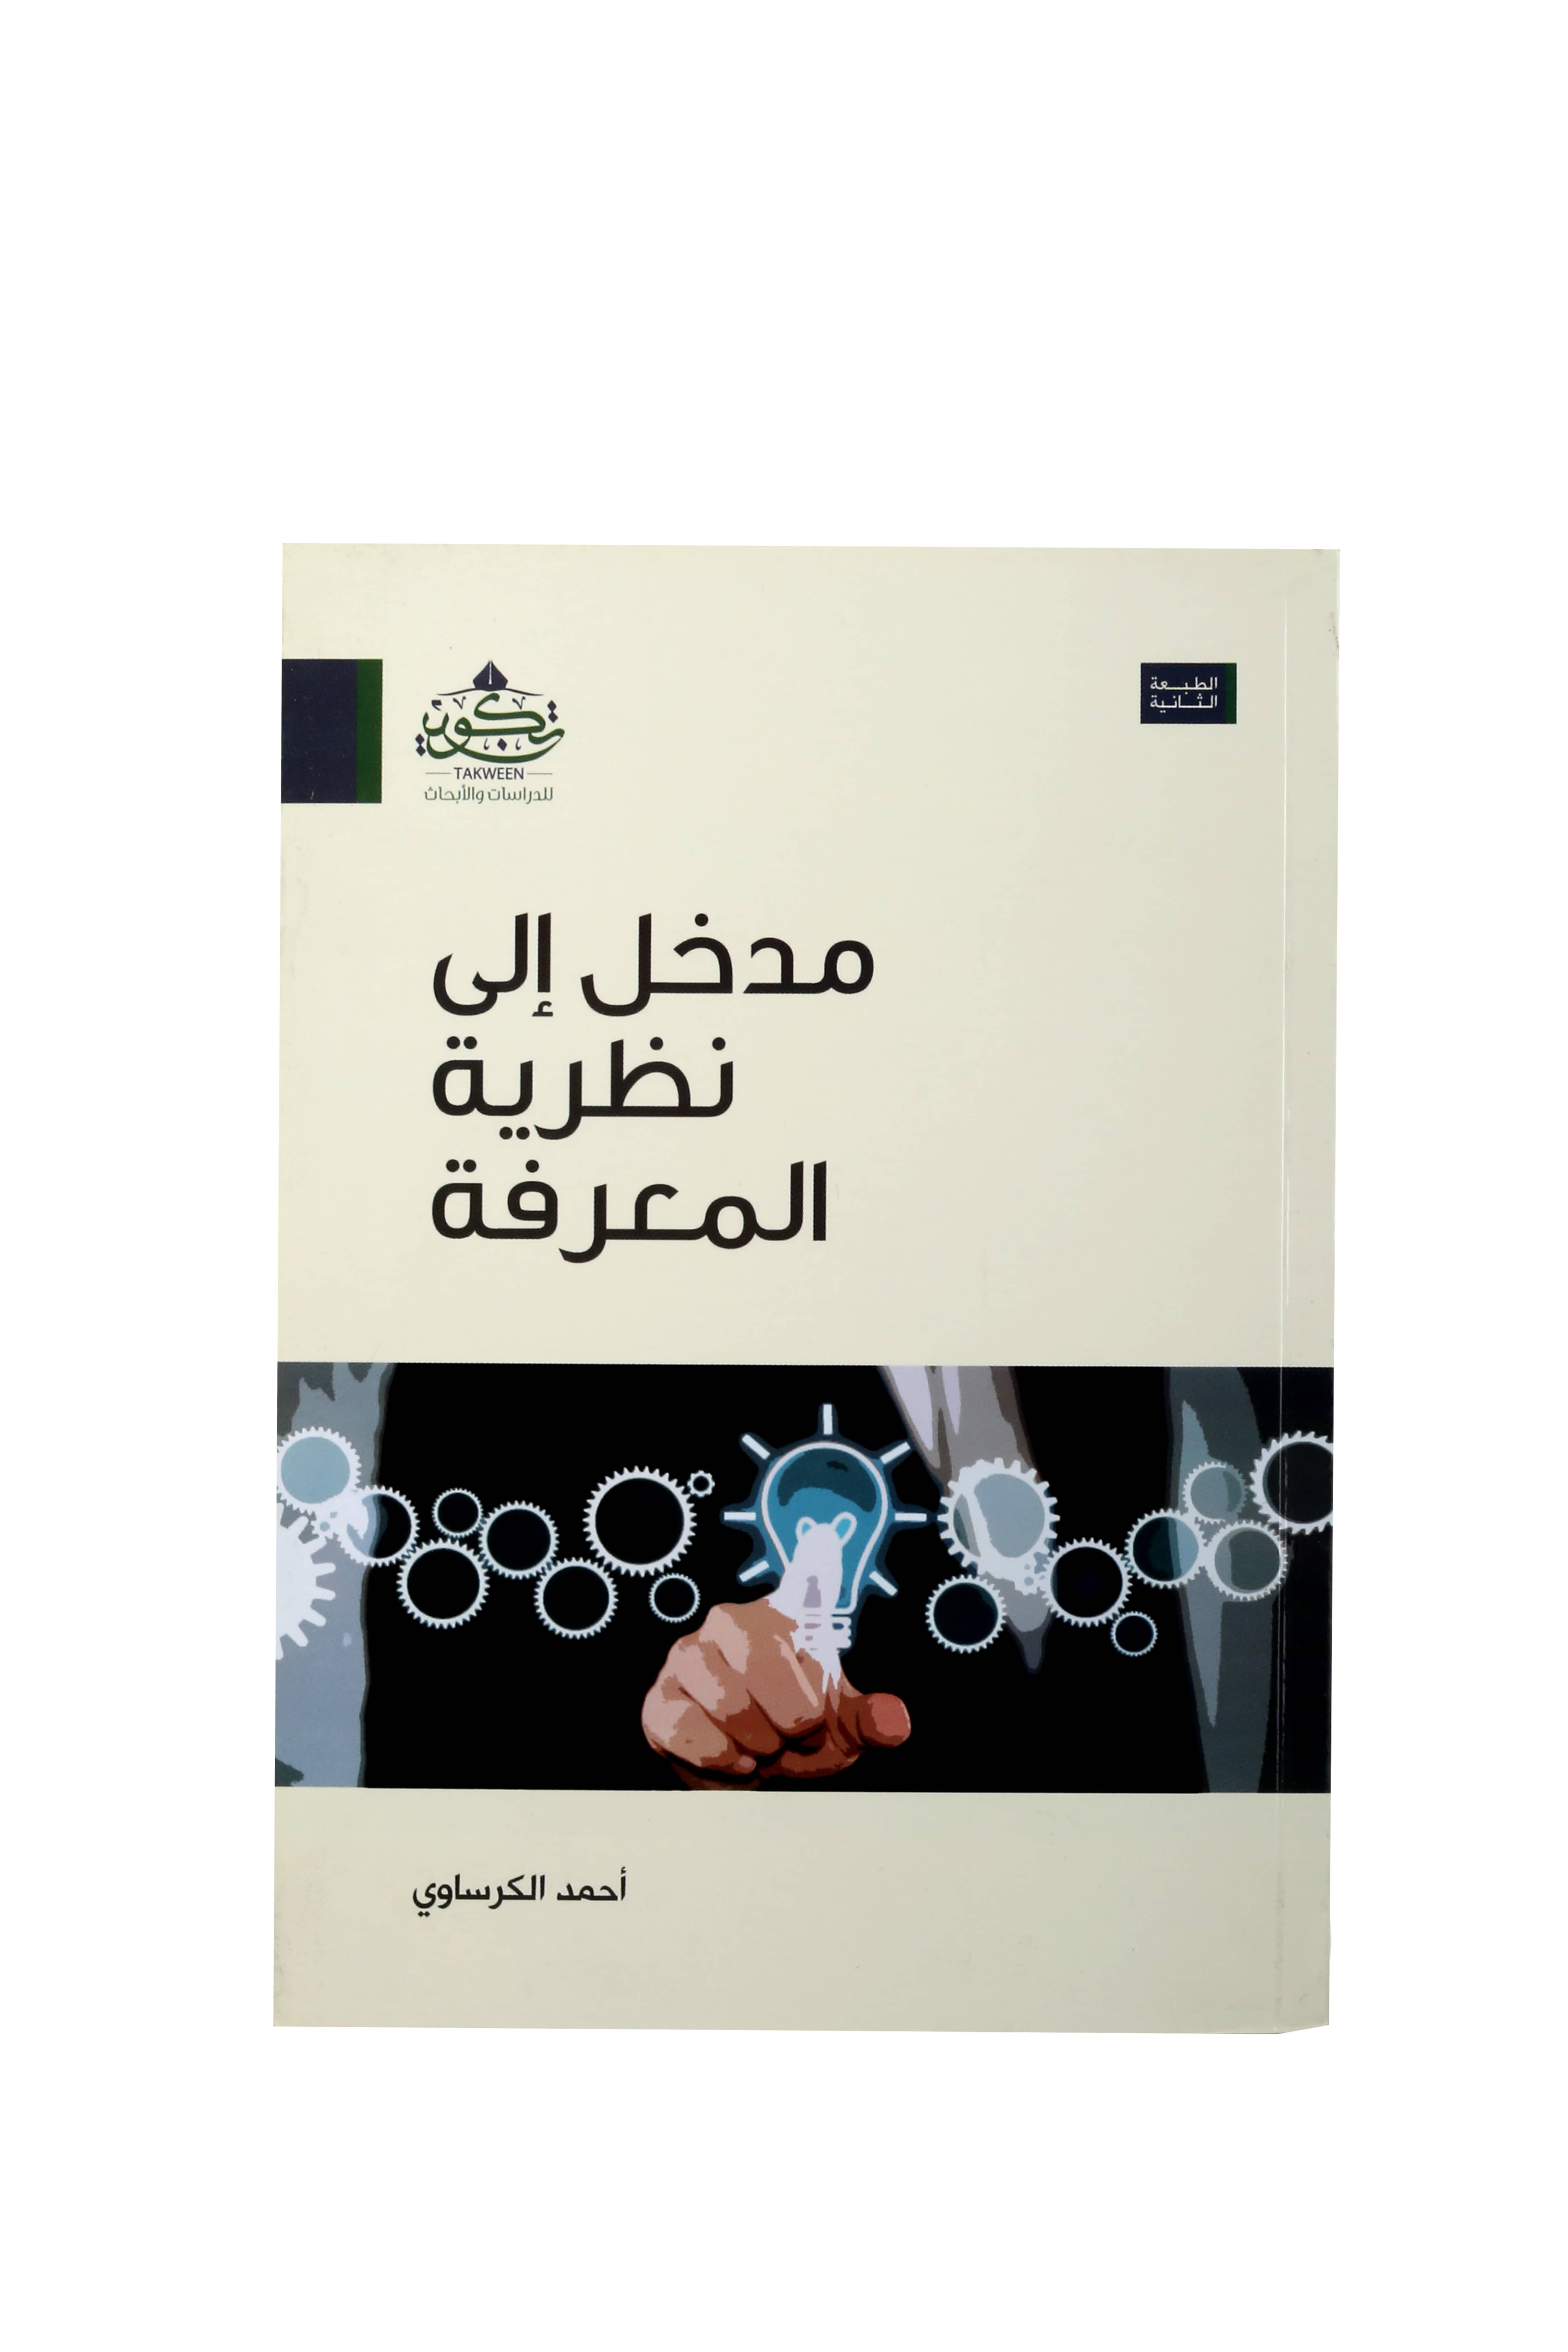 الطبعة
الثانية
تكوين
TAKWEEN
للدراسات والأبحاث
مدخل إلى
نظرية
المعرفة
أحمد الكرساوي